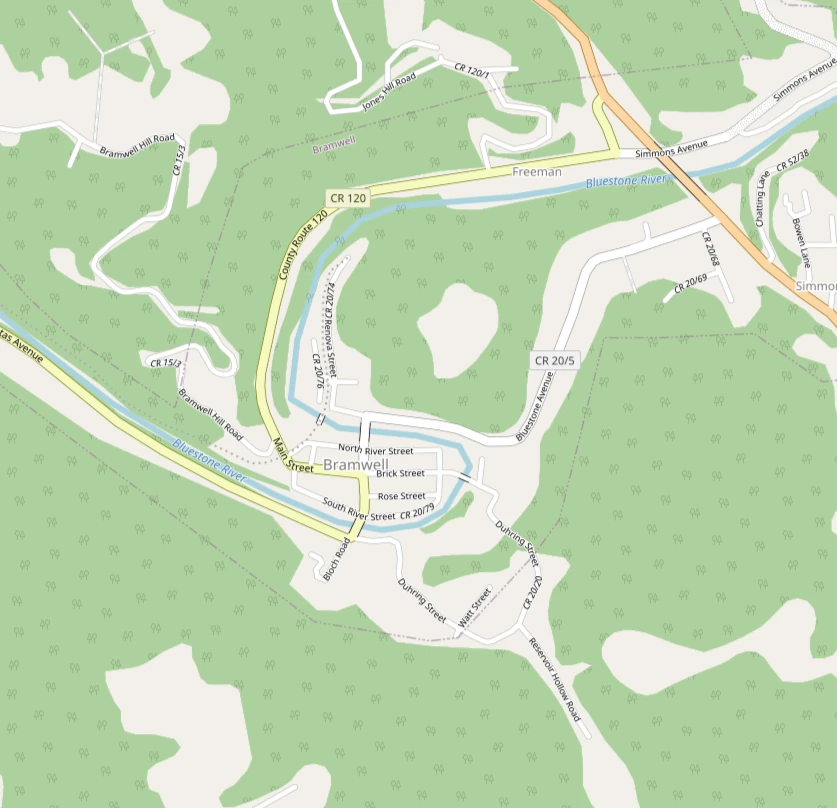 CR 120/1
Jones Hill Road
Simmons Avenue
Bramwell Hill Road
CR 15/3
Bramwell
Simmons Avenue
Freeman
Bluestone River
CR 52/38
CR 120
Chatting Lane
Bowen Lane
County Route 120
CR 20/68
CR 20/69
Simmo
CR 20/74
Renova Street
tas Avenue
CR 15/3
CR 20/76
CR 20/5
Bluestone Avenue
Bramwell Hill Road
Bluestone River
Main Street
North River Street
Bramwell
Brick Street
Rose Street
South River Street
CR 20/79
Duhring Street
Bloch Road
Duhring Street
Watt Street
CR 20/20
Reservoir Hollow Road